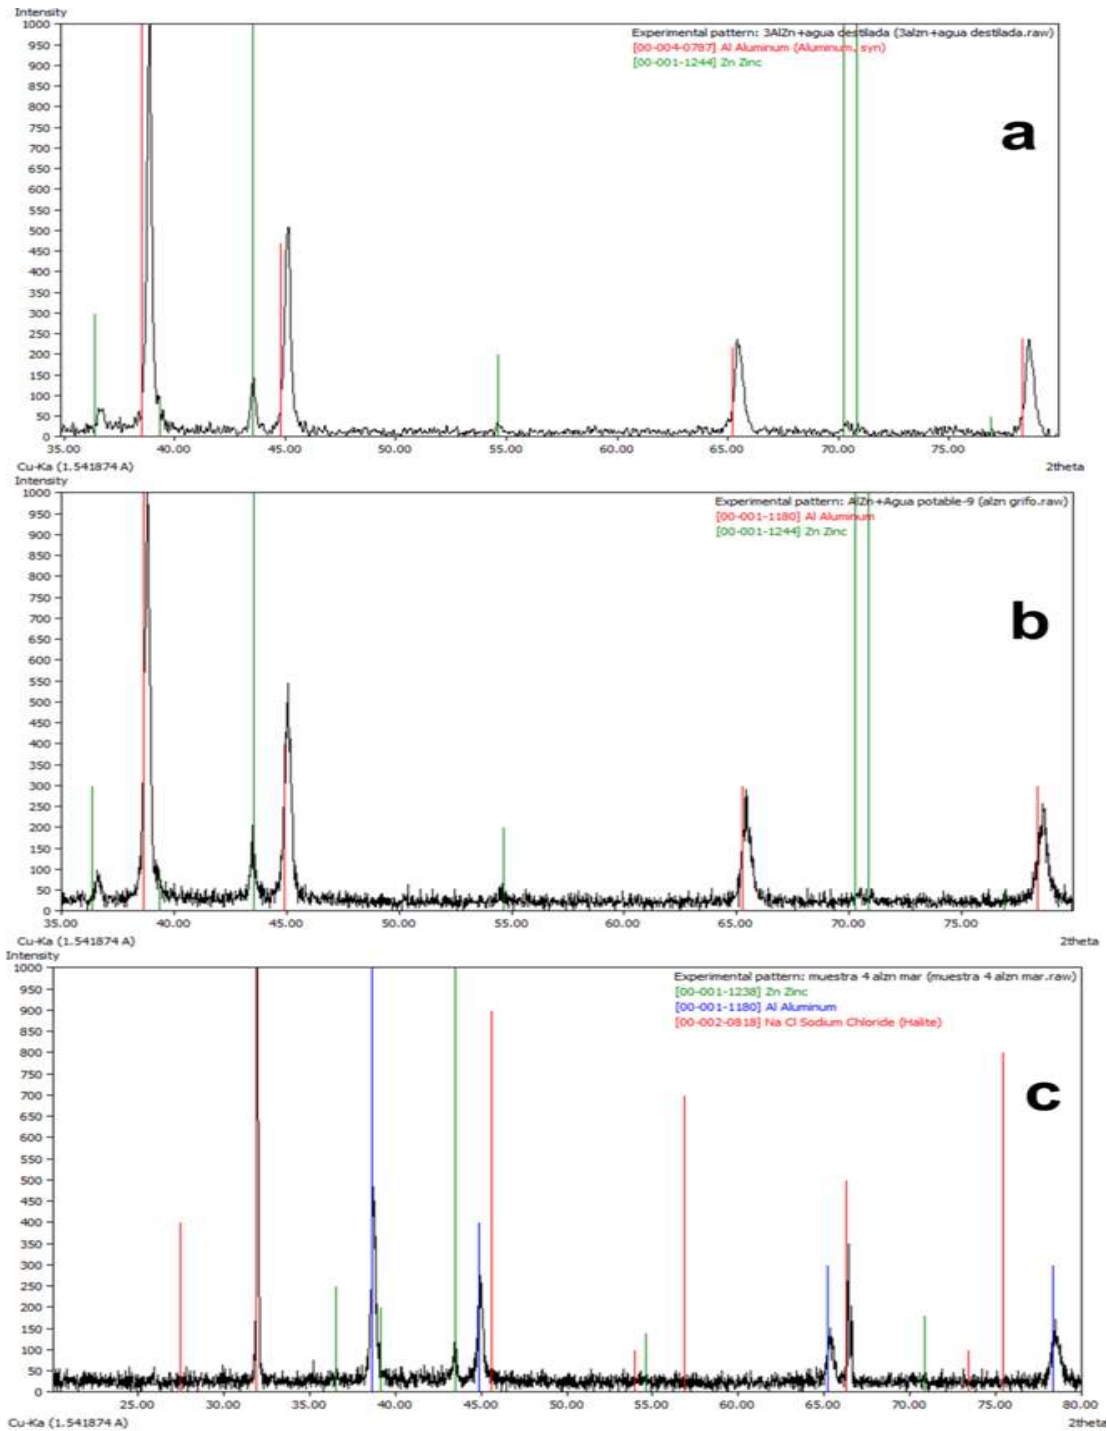 Intensity
1000
950
900
850
800
750
700
650
600
550
500
450
400
350
300
250
200
150
100
50
0
Experimental pattern: 3AlZn+agua destilada (3alzn+agua destilada.raw)
[00-004-0787] Al Aluminum (Aluminum, syn)
[00-001-1244] Zn Zinc
a
35.00 40.00 45.00 50.00 55.00 60.00 65.00 70.00 75.00
Cu-Ka (1.541874 A) 2theta
Intensity
1000
950
900
850
800
750
700
650
600
550
500
450
400
350
300
250
200
150
100
50
0
Experimental pattern: AlZn+Agua potable-9 (alzn grifo.raw)
[00-001-1180] Al Aluminum
[00-001-1244] Zn Zinc
b
35.00 40.00 45.00 50.00 55.00 60.00 65.00 70.00 75.00
Cu-Ka (1.541874 A) 2theta
Intensity
1000
950
900
850
800
750
700
650
600
550
500
450
400
350
300
250
200
150
100
50
0
Experimental pattern: muestra 4 alzn mar (muestra 4 alzn mar.raw)
[00-001-1238] Zn Zinc
[00-001-1180] Al Aluminum
[00-002-0818] Na Cl Sodium Chloride (Halite)
c
25.00 30.00 35.00 40.00 45.00 50.00 55.00 60.00 65.00 70.00 75.00 80.00
Cu-Ka (1.541874 A) 2theta